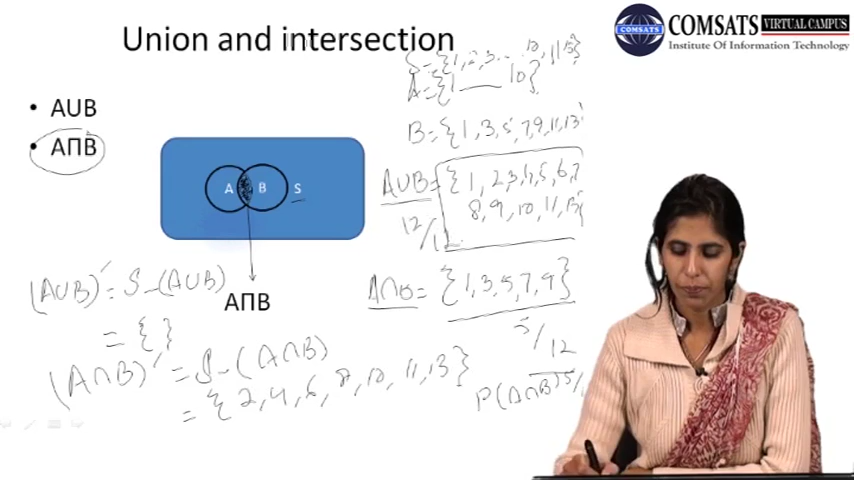 Union and intersection
COMSATS VIRTUAL CAMPUS
Institute Of Information Technology
COMSATS
• AUB
• AΠB
A B S
AΠB
S={1,2,3... 10,11,13}
A={1 — 10}
B={1,3,5,7,9,11,13}
AUB={1,2,3,4,5,6,7
8,9,10,11,13}
12/12
A∩B={1,3,5,7,9}
5/12
P(A∩B) 5/
(AUB)′=S-(AUB)
={ }
(A∩B)′=S-(A∩B)
={2,4,6,8,10,11,13}